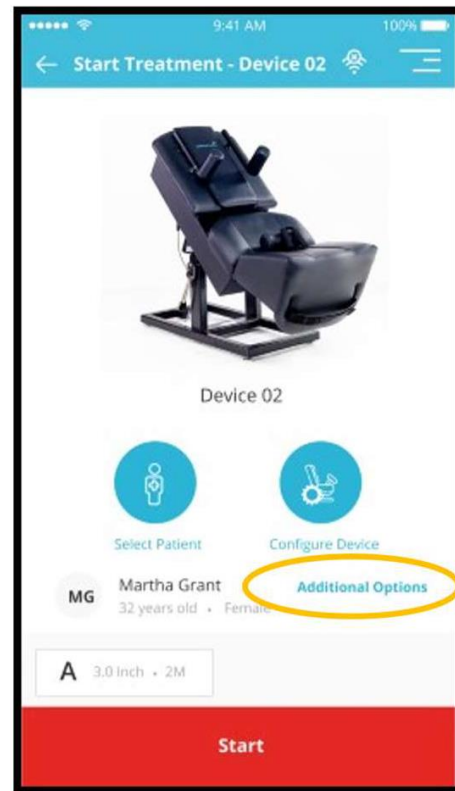 9:41 AM 100%
Start Treatment - Device 02
Device 02
Select Patient Configure Device
MG Martha Grant Additional Options
32 years old • Female
A 3.0 Inch • 2M
Start